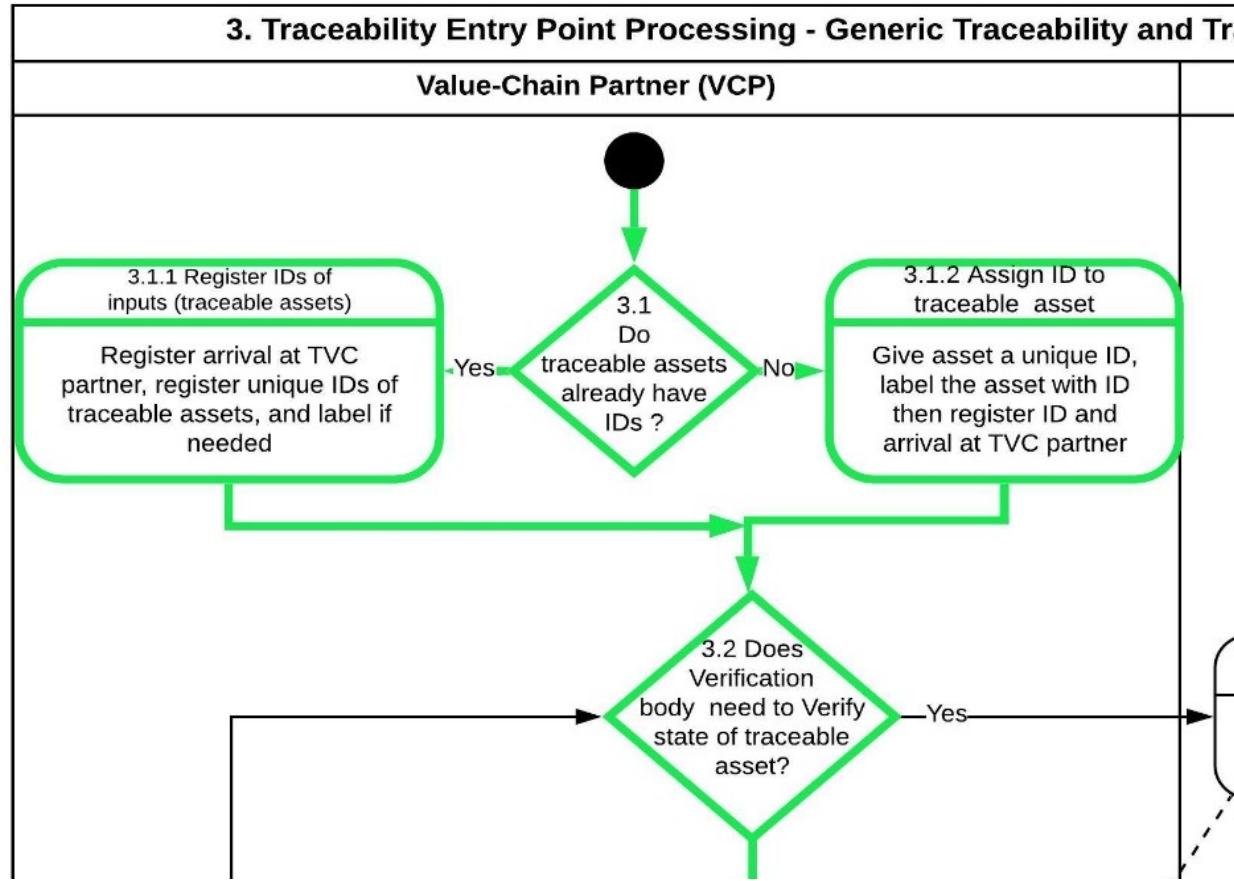 3. Traceability Entry Point Processing - Generic Traceability and
Value-Chain Partner (VCP)
3.1.1 Register IDs of
inputs (traceable assets)
Register arrival at TVC
partner, register unique IDs of
traceable assets, and label if
needed
Yes
3.1
Do
traceable assets
already have
IDs ?
No
3.1.2 Assign ID to
traceable asset
Give asset a unique ID,
label the asset with ID
then register ID and
arrival at TVC partner
3.2 Does
Verification
body need to Verify
state of traceable
asset?
Yes